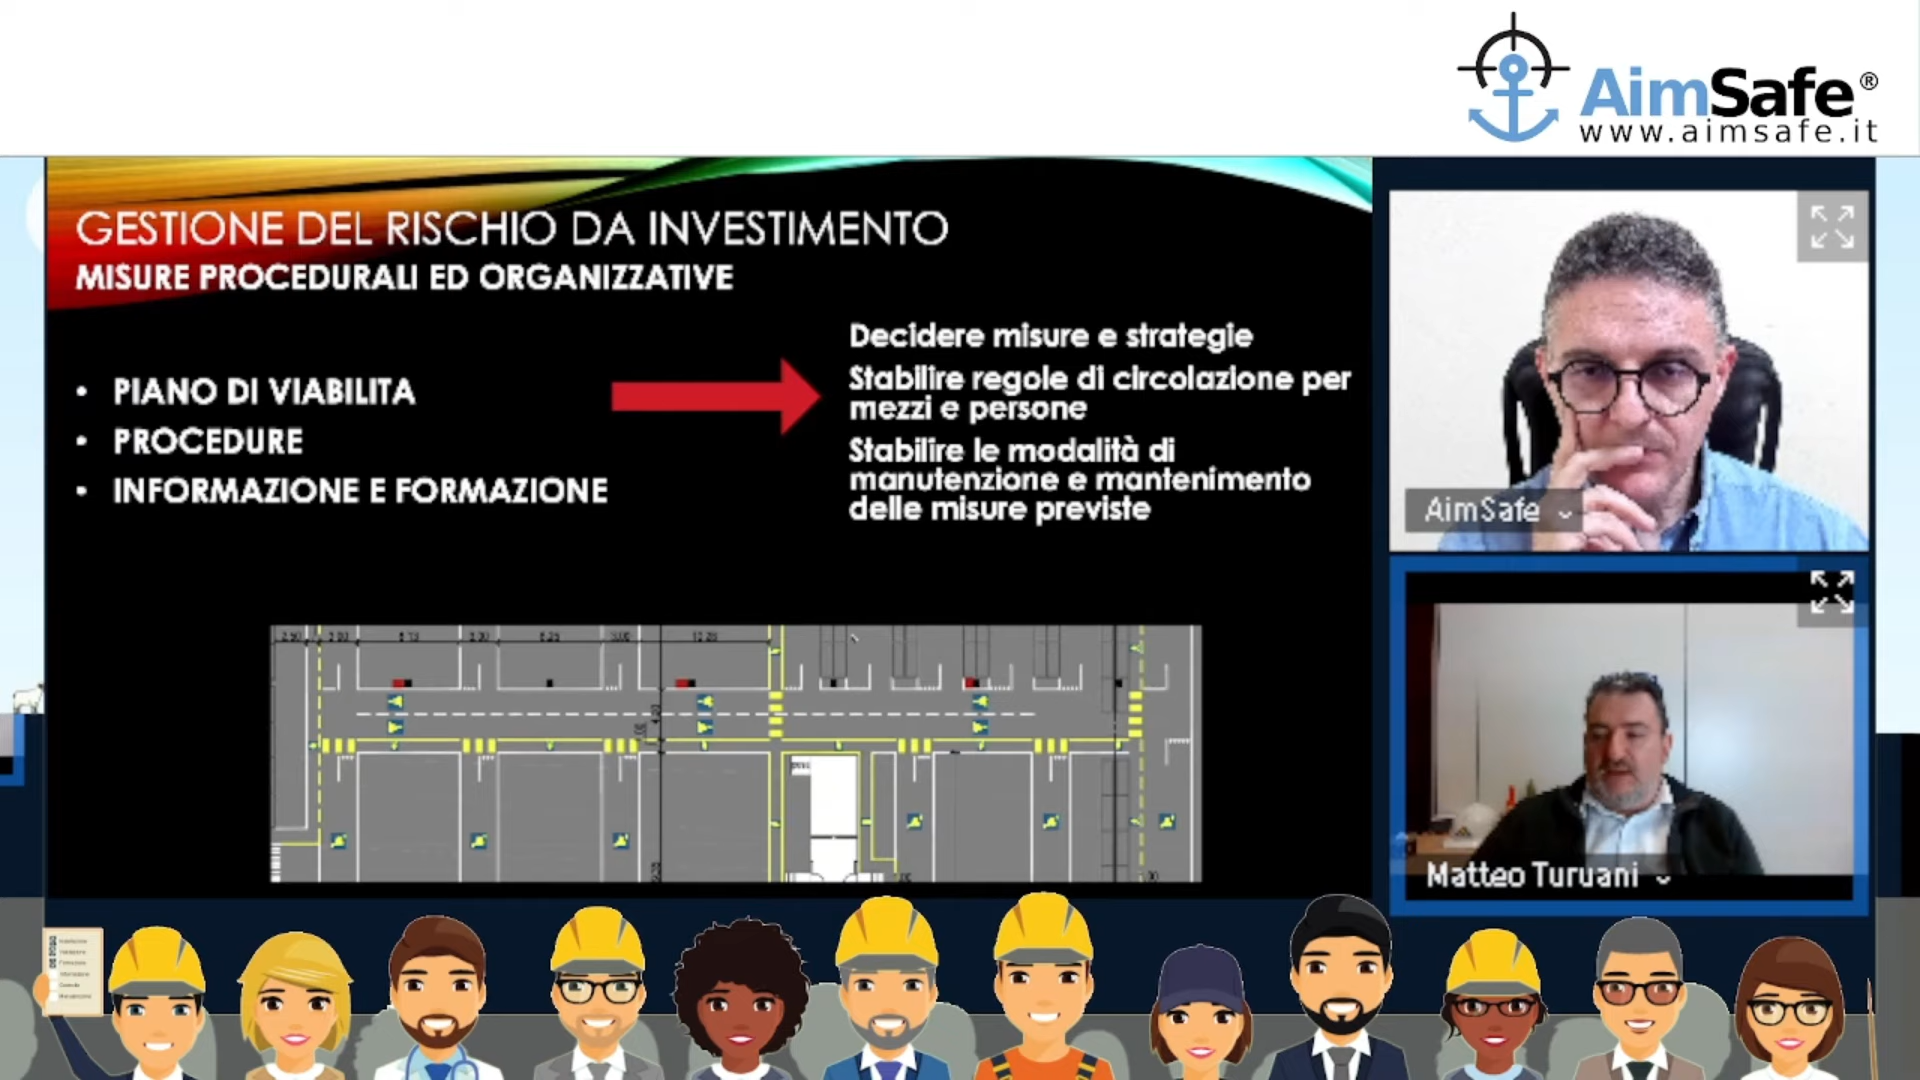 AimSafe®
www.aimsafe.it
GESTIONE DEL RISCHIO DA INVESTIMENTO
MISURE PROCEDURALI ED ORGANIZZATIVE
• PIANO DI VIABILITA
• PROCEDURE
• INFORMAZIONE E FORMAZIONE
Decidere misure e strategie
Stabilire regole di circolazione per
mezzi e persone
Stabilire le modalità di
manutenzione e mantenimento
delle misure previste
AimSafe
Matteo Turuani